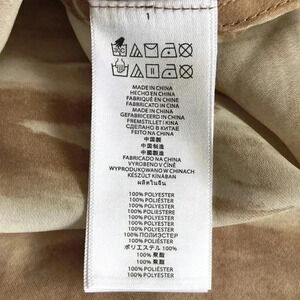 1
MADE IN CHINA
HECHO EN CHINA
FABRIQUÉ EN CHINE
FABRICADO IN CHINA
GEFABRICEERD IN CHINA
FREMSTILLET I KINA
СДЕЛАНО В КИТАЕ
FEITO NA CHINA
中国製
中国制造
中國製造
FABRICADO EN CHINA
VYROBENO V ČÍNĚ
WYPRODUKOWANO W CHINACH
KÉSZÜLT KÍNÁBAN
ผลิตในจีน
100% POLYESTER
100% POLIÉSTER
100% POLYESTER
100% POLYESTER
100% POLYESTER
100% POLYESTER
100% ПОЛИЭСТЕР
100% POLIÉSTER
ポリエステル 100%
100% 聚酯
100% 聚酯
100% POLIÉSTER